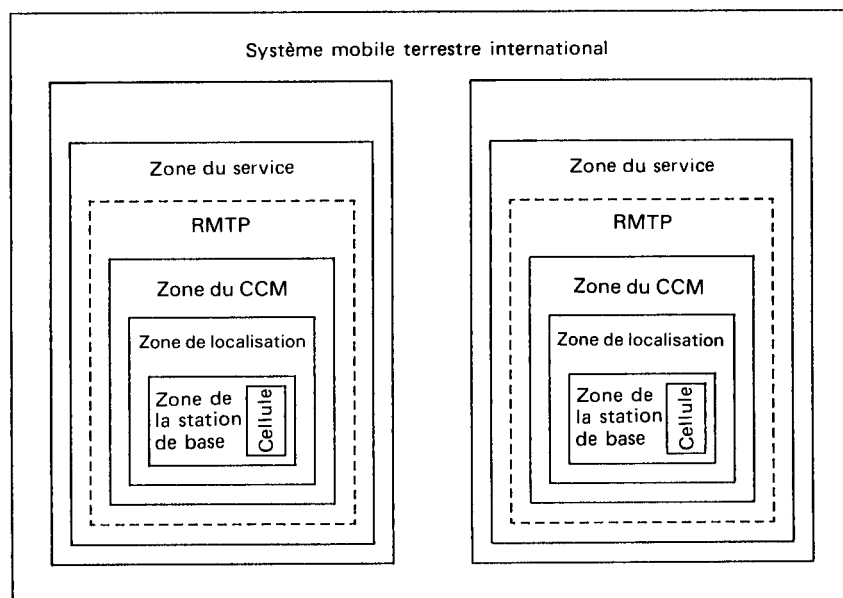 Système mobile terrestre international
Zone du service
RMTP
Zone du CCM
Zone de localisation
Zone de
la station
de base
Cellule
Zone du service
RMTP
Zone du CCM
Zone de localisation
Zone de
la station
de base
Cellule